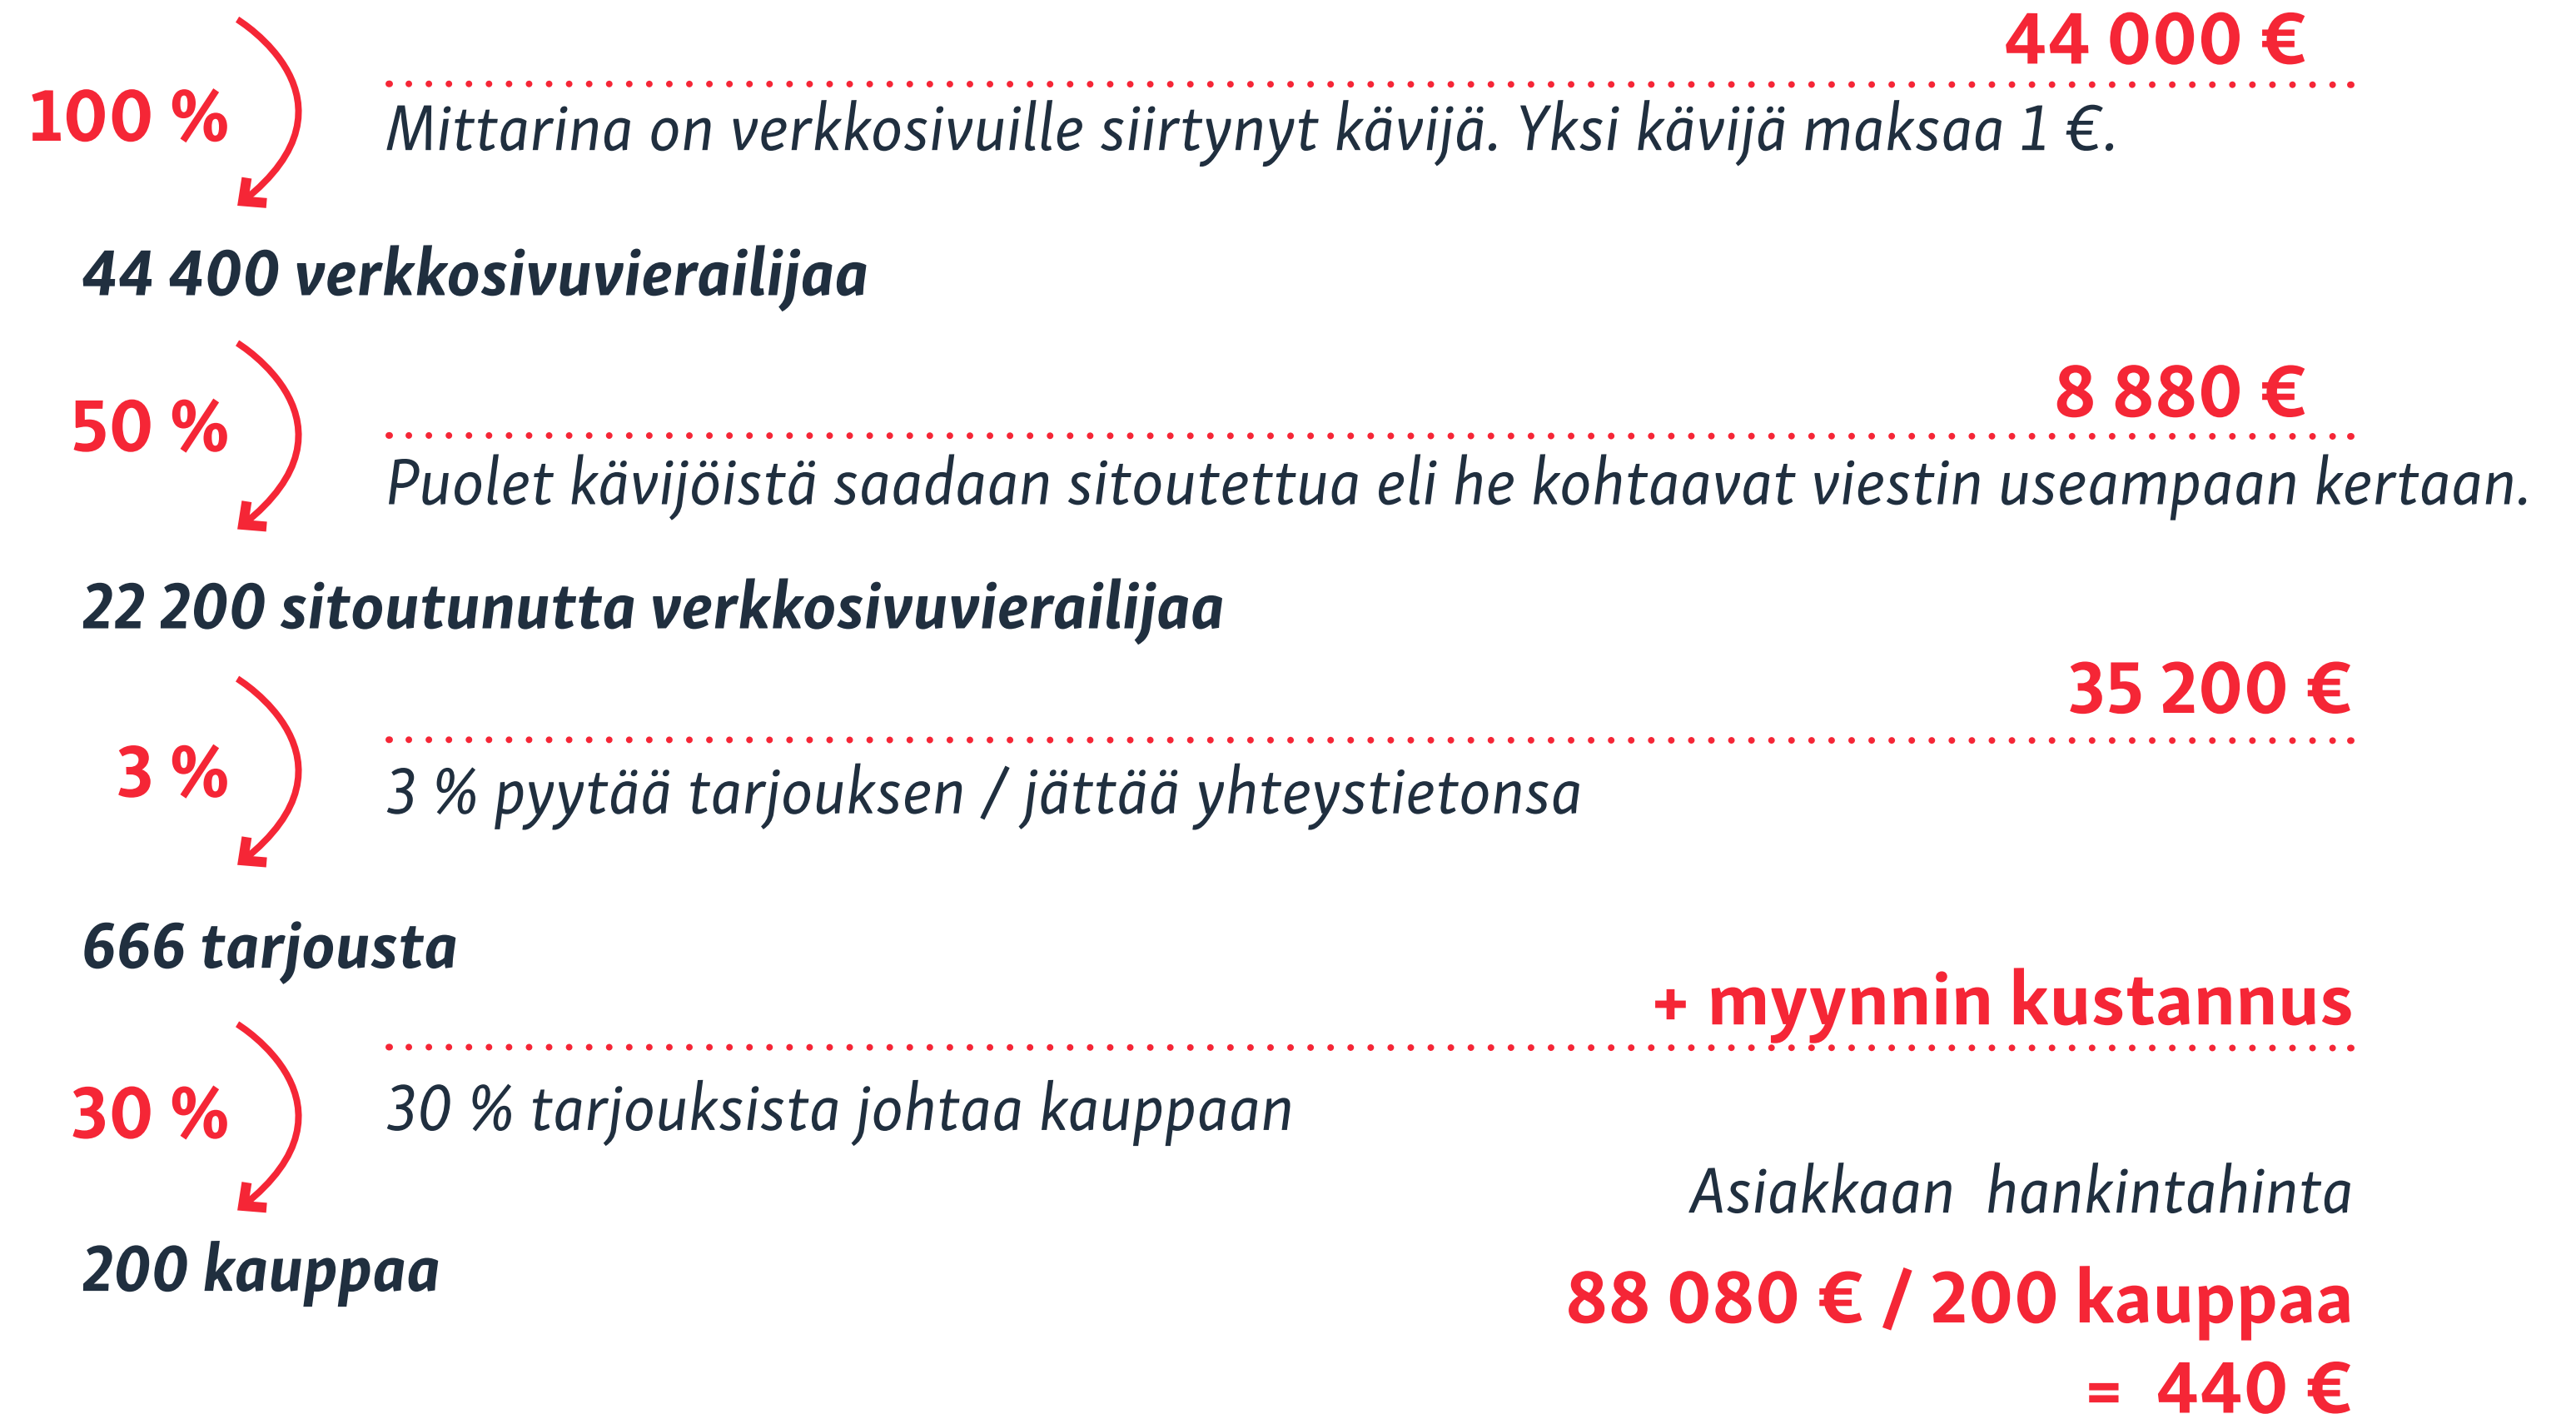 44 000 €
100 %
Mittarina on verkkosivuille siirtynyt kävijä. Yksi kävijä maksaa 1 €.
44 400 verkkosivuvierailijaa
8 880 €
50 %
Puolet kävijöistä saadaan sitoutettua eli he kohtaavat viestin useampaan kertaan.
22 200 sitoutunutta verkkosivuvierailijaa
35 200 €
3 %
3 % pyytää tarjouksen / jättää yhteystietonsa
666 tarjousta
+ myynnin kustannus
30 %
30 % tarjouksista johtaa kauppaan
Asiakkaan hankintahinta
200 kauppaa
88 080 € / 200 kauppaa
= 440 €